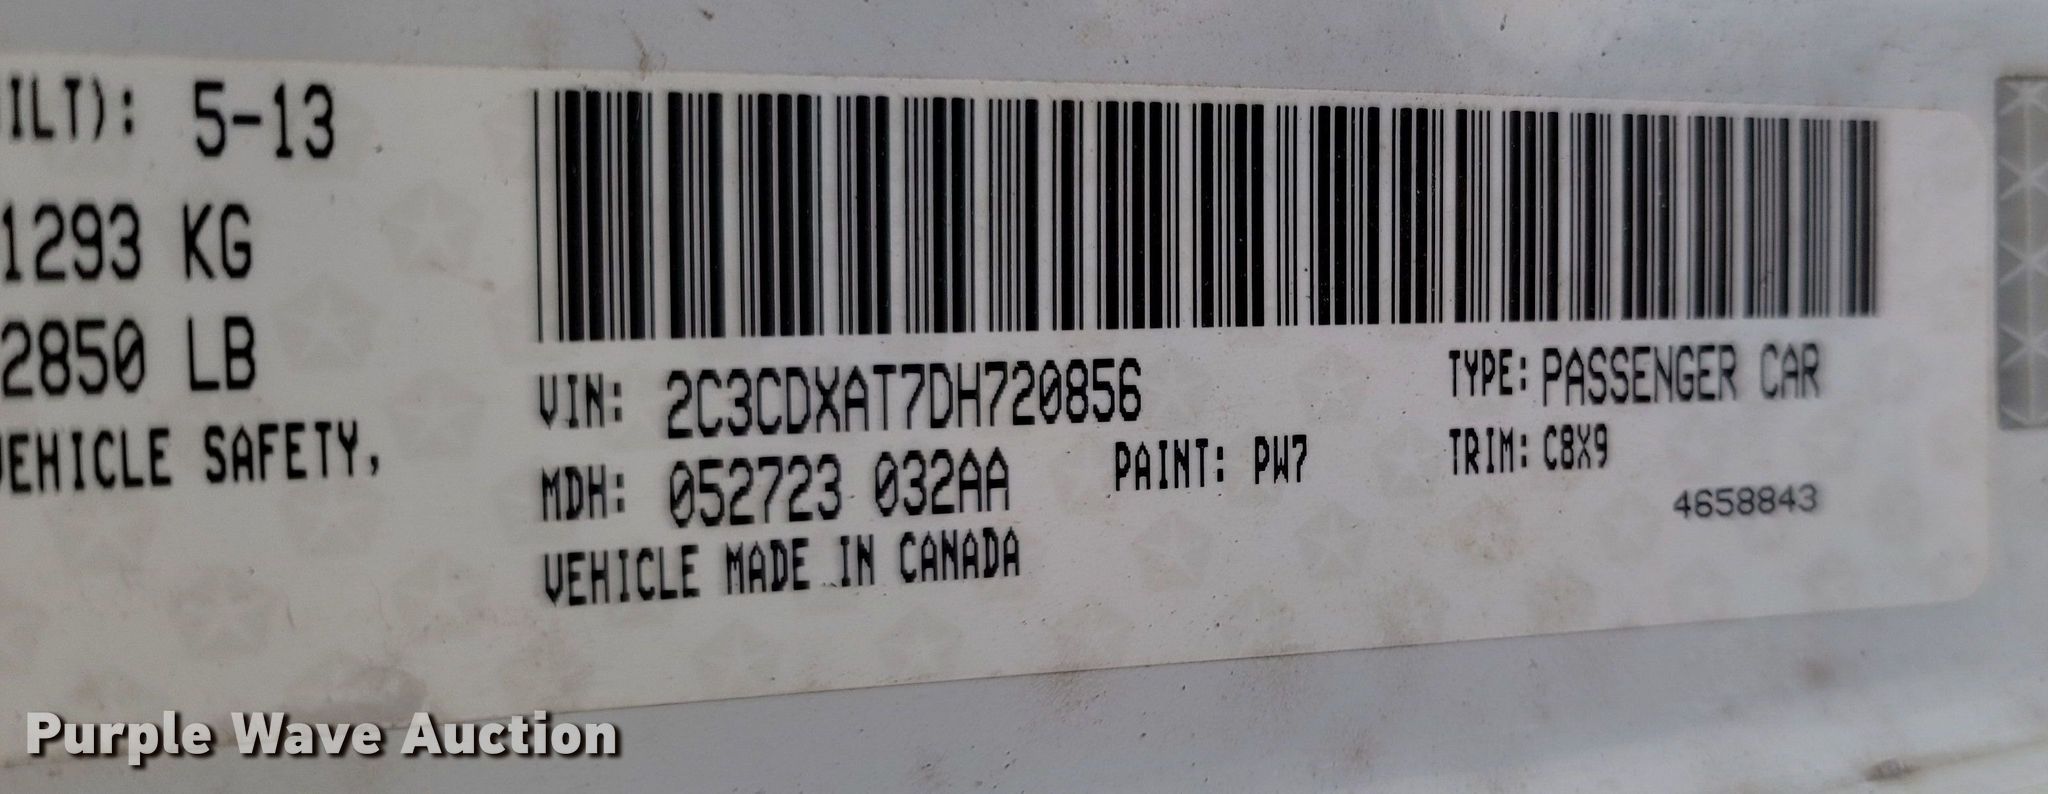 ILT): 5-13
1293 KG
2850 LB
VEHICLE SAFETY,
VIN: 2C3CDXAT7DH720856
TYPE: PASSENGER CAR
MDH: 052723 032AA
PAINT: PW7
TRIM: C8X9
VEHICLE MADE IN CANADA
4658843
Purple Wave Auction